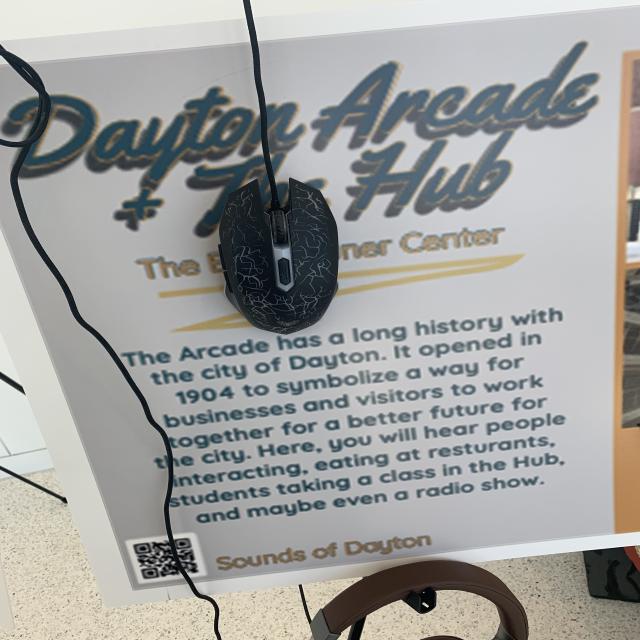 Dayton Arcade
+ The Hub
The Center
The Arcade has a long history with
the city of Dayton. It opened in
1904 to symbolize a way for
businesses and visitors to work
together for a better future for
the city. Here, you will hear people
interacting, eating at resturants,
students taking a class in the Hub,
and maybe even a radio show.
Sounds of Dayton